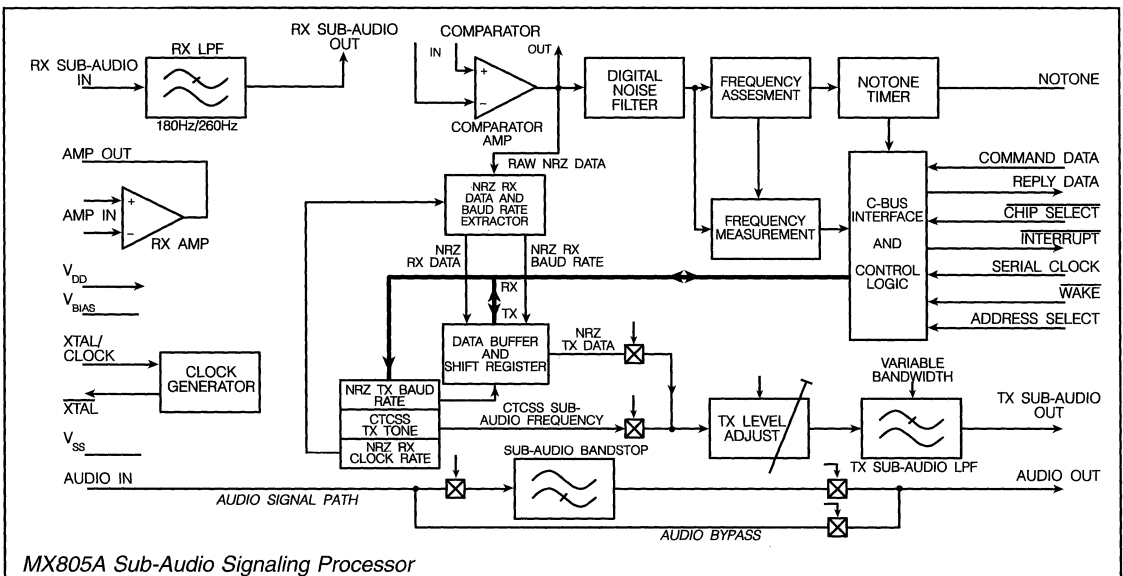 RX SUB-AUDIO
IN
RX LPF
180Hz/260Hz
RX SUB-AUDIO
OUT
COMPARATOR
IN
OUT
+
−
COMPARATOR
AMP
DIGITAL
NOISE
FILTER
FREQUENCY
ASSESMENT
NOTONE
TIMER
NOTONE
AMP OUT
AMP IN
+
−
RX AMP
RAW NRZ DATA
NRZ RX
DATA AND
BAUD RATE
EXTRACTOR
FREQUENCY
MEASUREMENT
C-BUS
INTERFACE
AND
CONTROL
LOGIC
COMMAND DATA
REPLY DATA
CHIP SELECT
INTERRUPT
SERIAL CLOCK
WAKE
ADDRESS SELECT
NRZ
RX DATA
NRZ RX
BAUD RATE
RX
TX
VDD
VBIAS
XTAL/
CLOCK
XTAL
CLOCK
GENERATOR
VSS
DATA BUFFER
AND
SHIFT REGISTER
NRZ
TX DATA
NRZ TX BAUD
RATE
CTCSS
TX TONE
NRZ RX
CLOCK RATE
CTCSS SUB-
AUDIO FREQUENCY
TX LEVEL
ADJUST
VARIABLE
BANDWIDTH
TX SUB-AUDIO LPF
TX SUB-AUDIO
OUT
SUB-AUDIO BANDSTOP
AUDIO IN
AUDIO SIGNAL PATH
AUDIO OUT
AUDIO BYPASS
MX805A Sub-Audio Signaling Processor